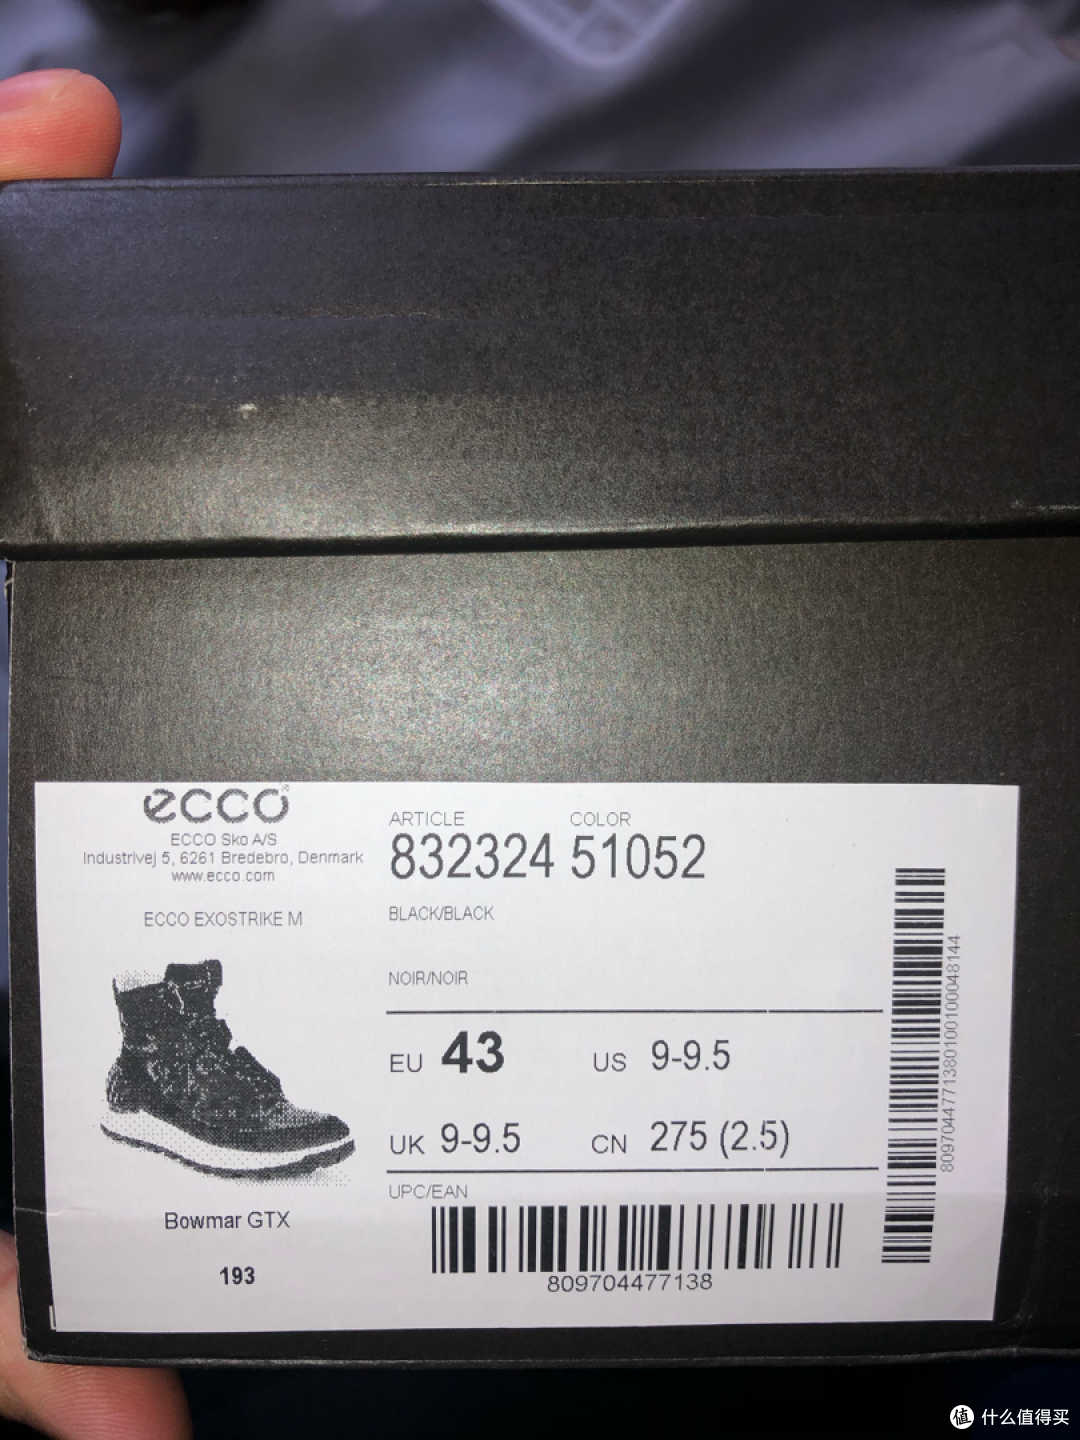 ecco®
ECCO Sko A/S
Industrivej 5, 6261 Bredebro, Denmark
www.ecco.com
ECCO EXOSTRIKE M
Bowmar GTX
193
ARTICLE COLOR
832324 51052
BLACK/BLACK
NOIR/NOIR
EU 43 US 9-9.5
UK 9-9.5 CN 275 (2.5)
UPC/EAN
809704477138
8097044771380100100048144
值 什么值得买